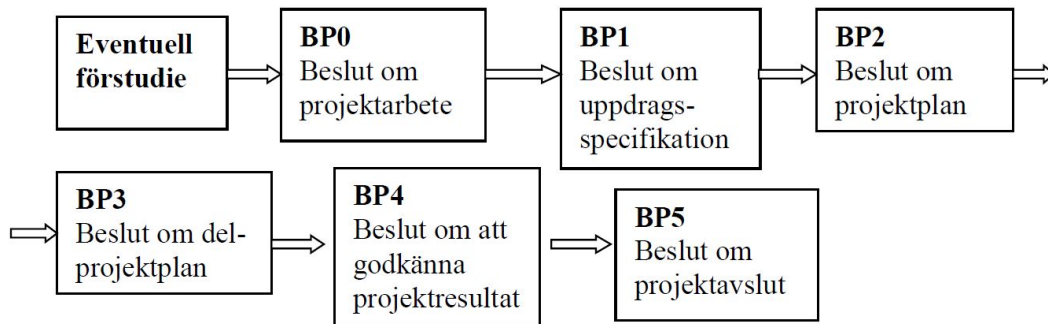 Eventuell
förstudie
BP0
Beslut om
projektarbete
BP1
Beslut om
uppdrags-
specifikation
BP2
Beslut om
projektplan
BP3
Beslut om del-
projektplan
BP4
Beslut om att
godkänna
projektresultat
BP5
Beslut om
projektavslut